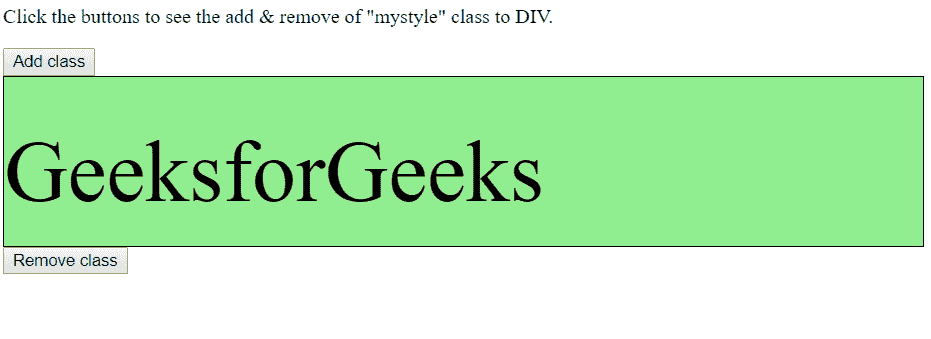 Click the buttons to see the add & remove of "mystyle" class to DIV.
Add class
GeeksforGeeks
Remove class